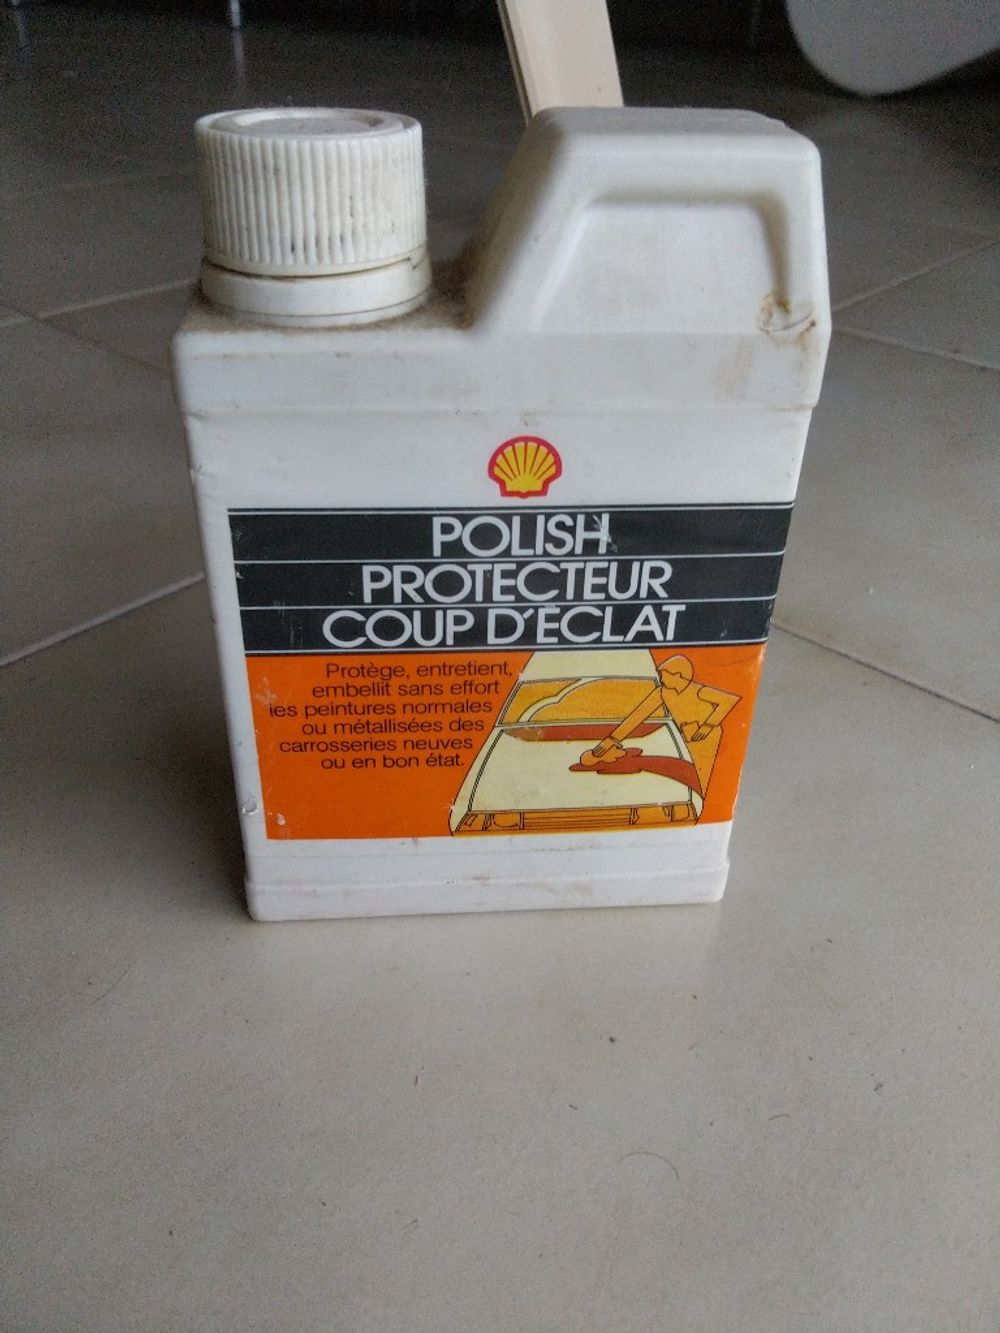 POLISH
PROTECTEUR
COUP D'ÉCLAT
Protège, entretient,
embellit sans effort
les peintures normales
ou métallisées des
carrosseries neuves
ou en bon état.